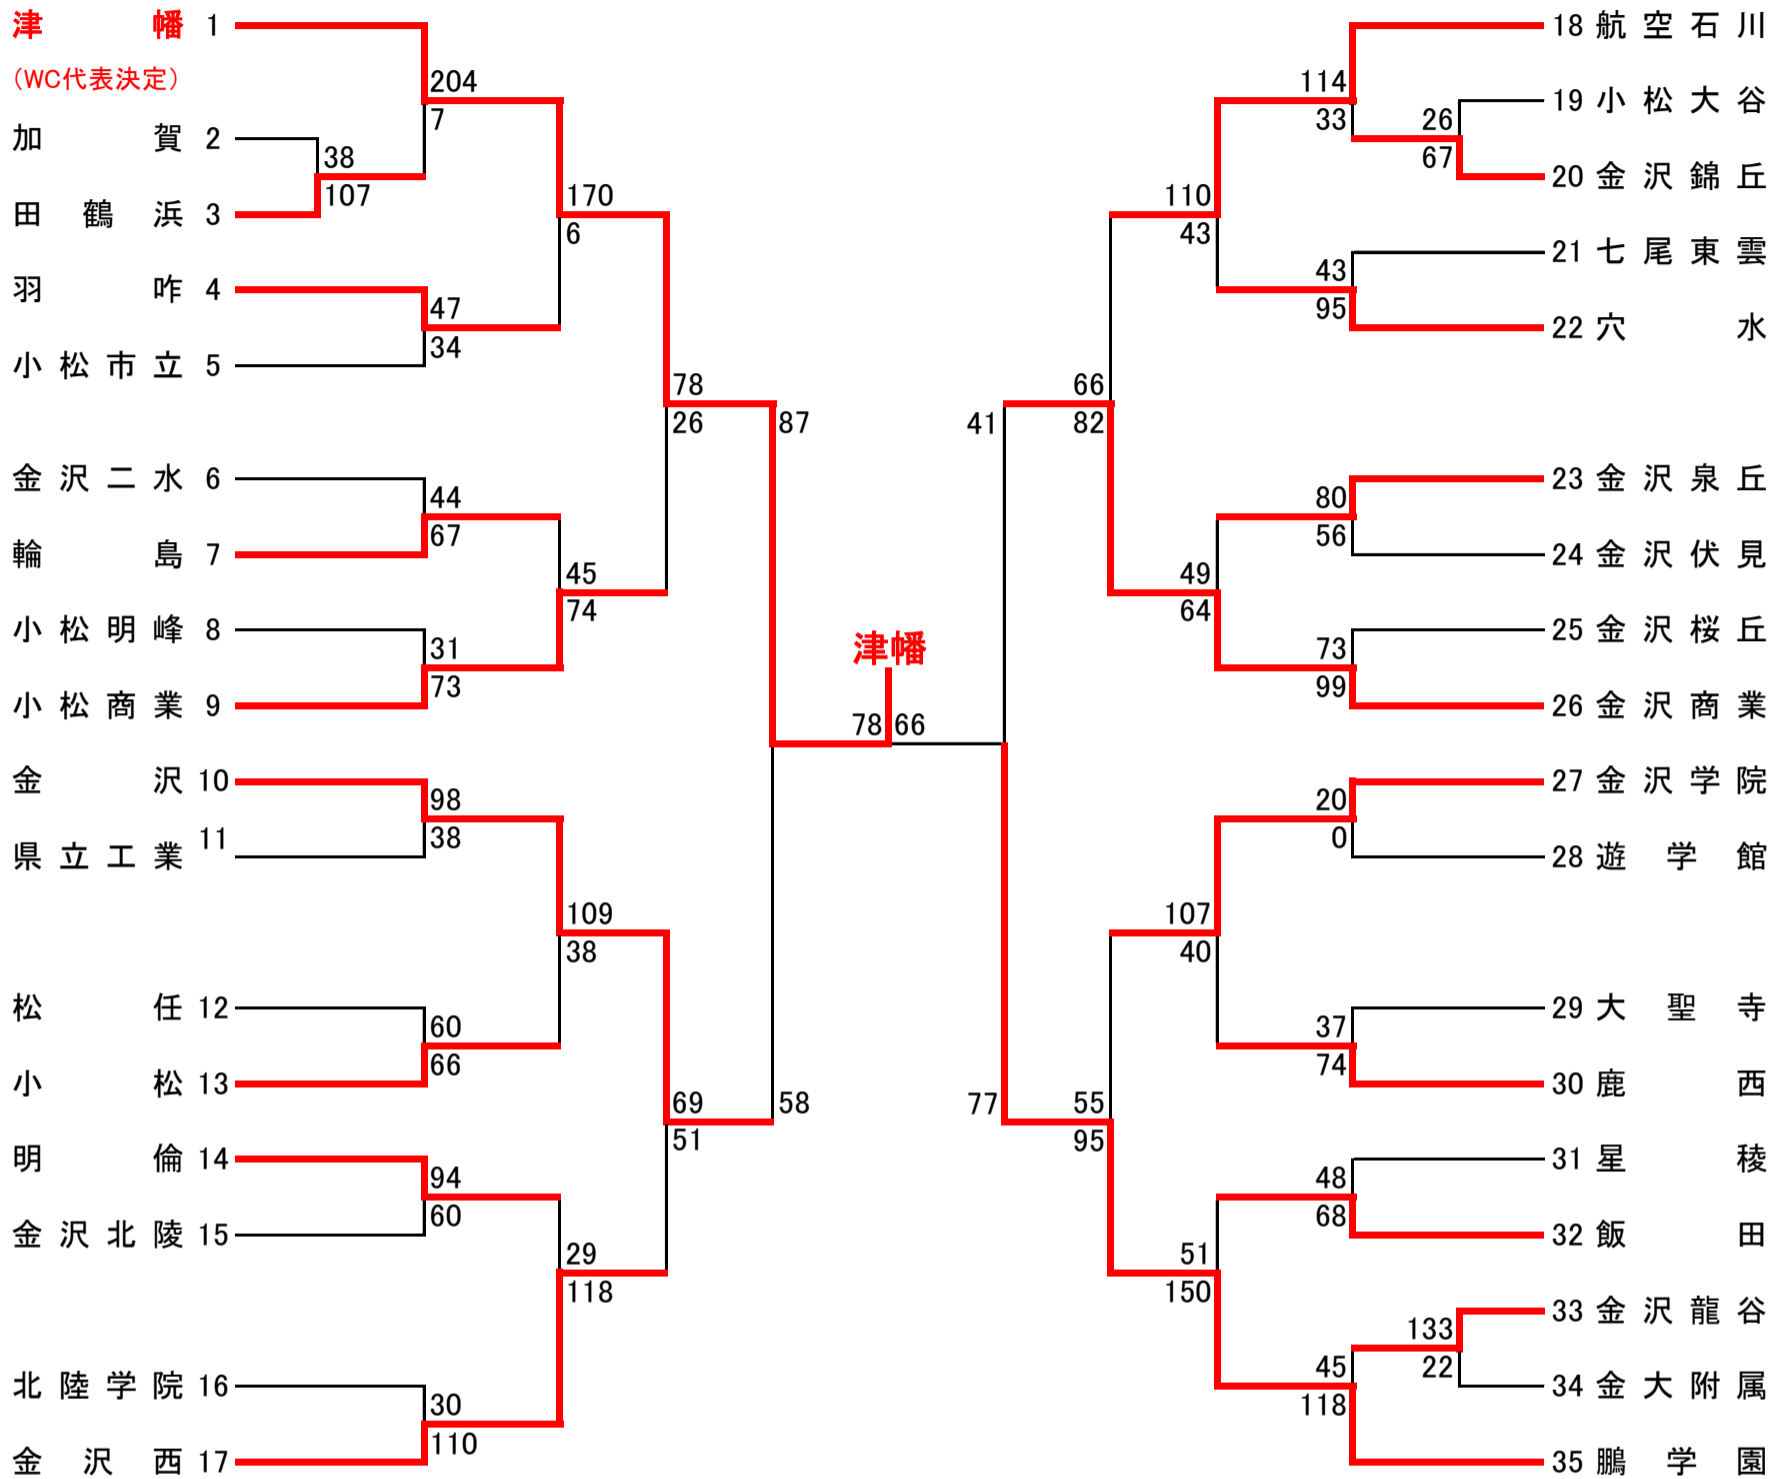 津幡 1
(WC代表決定)
204
7
加賀 2
38
107
田鶴浜 3
170
6
羽咋 4
47
34
小松市立 5
78
26
87
金沢二水 6
44
67
輪島 7
45
74
小松明峰 8
31
73
小松商業 9
金沢 10
98
38
県立工業 11
109
38
松任 12
60
66
小松 13
69
51
58
明倫 14
94
60
金沢北陵 15
29
118
北陸学院 16
30
110
金沢西 17
津幡
78 66
18 航空石川
114
33
19 小松大谷
26
67
20 金沢錦丘
110
43
21 七尾東雲
43
95
22 穴水
66
82
41
23 金沢泉丘
80
56
24 金沢伏見
49
64
25 金沢桜丘
73
99
26 金沢商業
27 金沢学院
20
0
28 遊学館
107
40
29 大聖寺
37
74
30 鹿西
77
55
95
31 星稜
48
68
32 飯田
51
150
33 金沢龍谷
133
22
34 金大附属
45
118
35 鵬学園